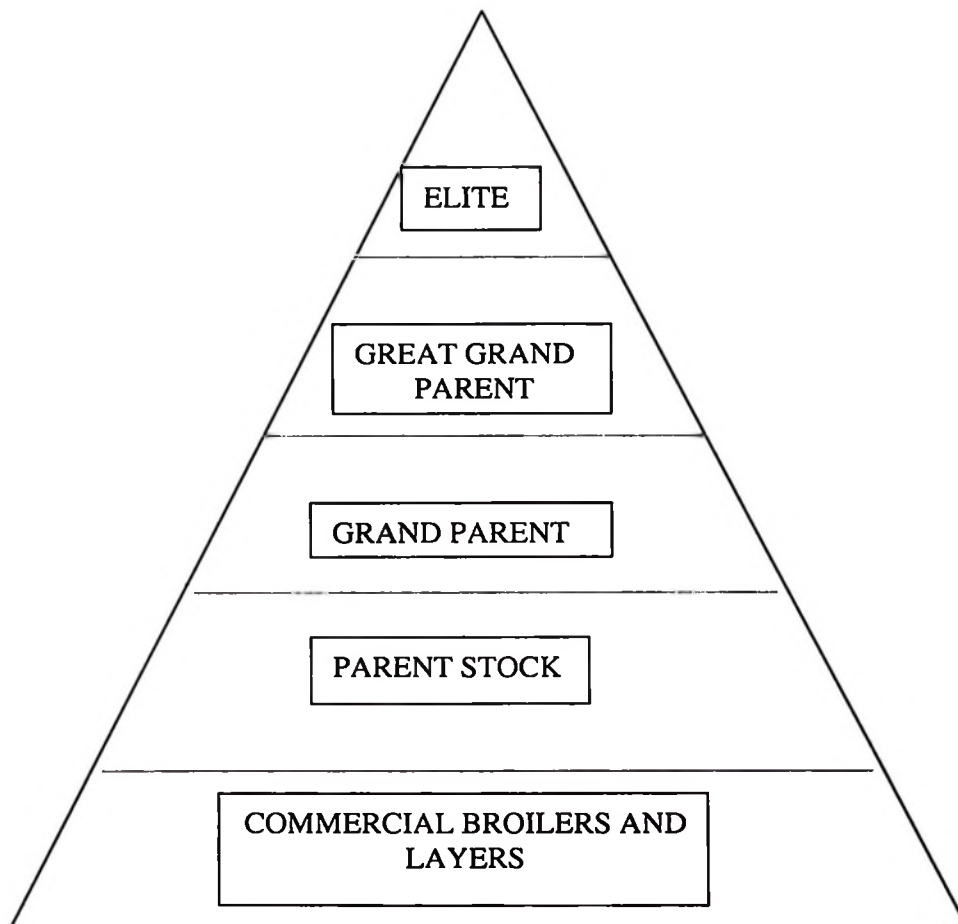 ELITE
GREAT GRAND
PARENT
GRAND PARENT
PARENT STOCK
COMMERCIAL BROILERS AND
LAYERS